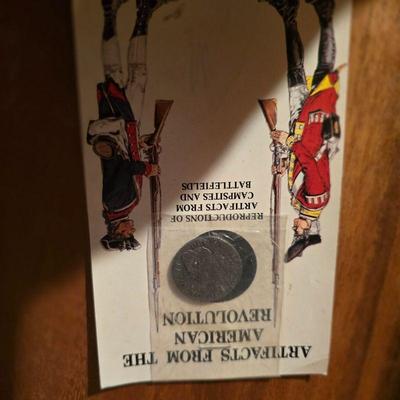 ARTIFACTS FROM THE
AMERICAN
REVOLUTION
REPRODUCTIONS OF
ARTIFACTS FROM
CAMPSITES AND
BATTLEFIELDS